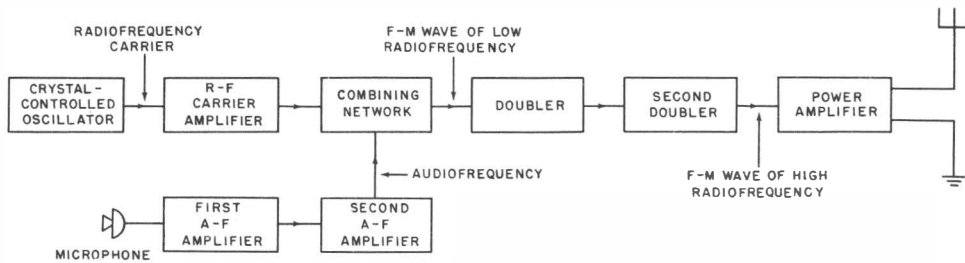 RADIOFREQUENCY
CARRIER
F-M WAVE OF LOW
RADIOFREQUENCY
CRYSTAL-
CONTROLLED
OSCILLATOR
R-F
CARRIER
AMPLIFIER
COMBINING
NETWORK
DOUBLER
SECOND
DOUBLER
POWER
AMPLIFIER
AUDIOFREQUENCY
F-M WAVE OF HIGH
RADIOFREQUENCY
FIRST
A-F
AMPLIFIER
SECOND
A-F
AMPLIFIER
MICROPHONE